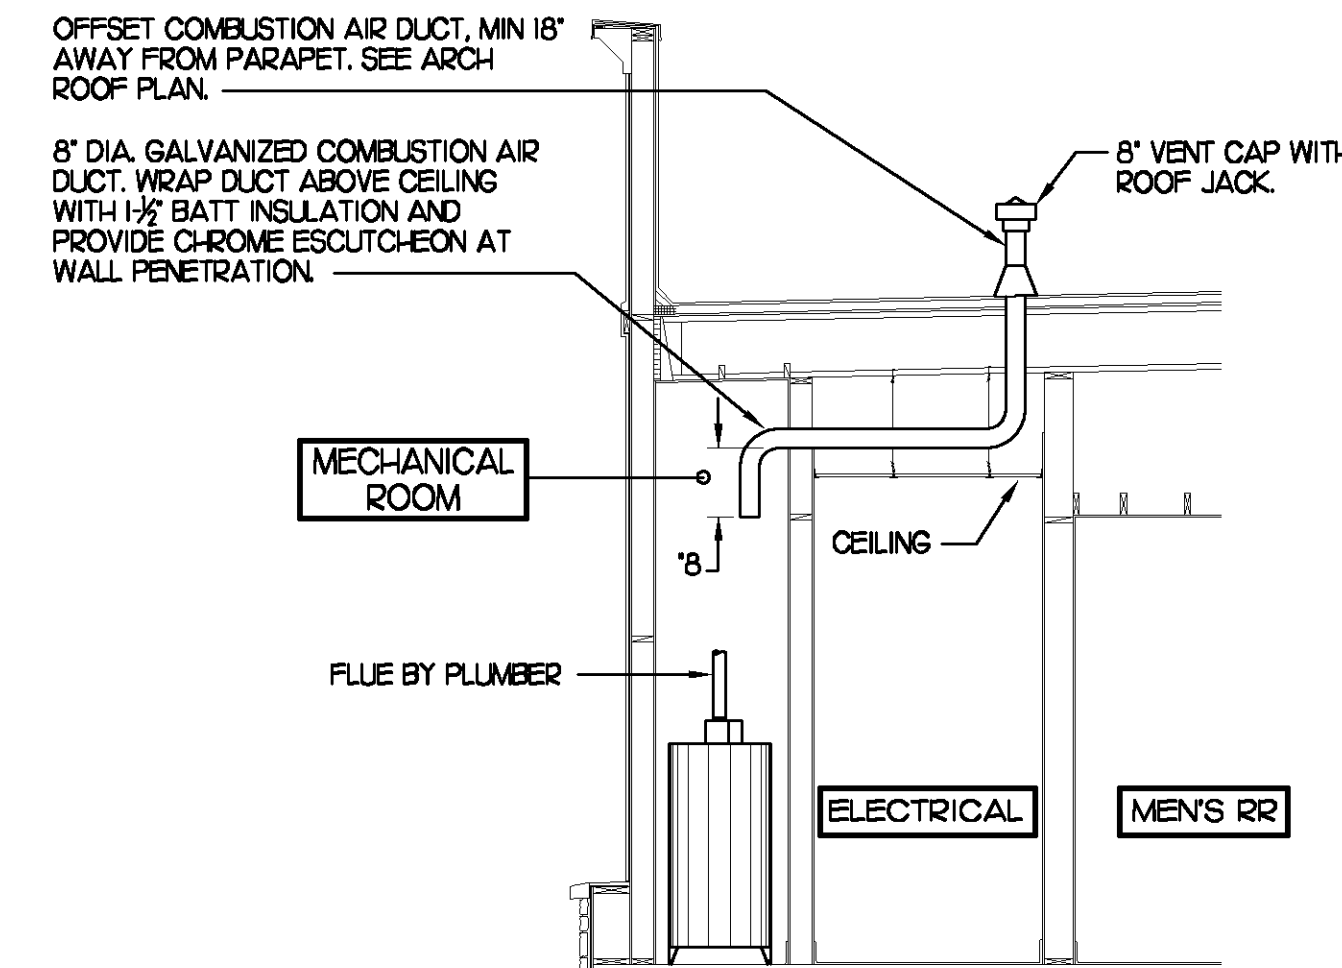 OFFSET COMBUSTION AIR DUCT, MIN 18"
AWAY FROM PARAPET. SEE ARCH
ROOF PLAN.
8" DIA. GALVANIZED COMBUSTION AIR
DUCT. WRAP DUCT ABOVE CEILING
WITH 1-½" BATT INSULATION AND
PROVIDE CHROME ESCUTCHEON AT
WALL PENETRATION.
8" VENT CAP WITH
ROOF JACK.
MECHANICAL
ROOM
CEILING
"8
FLUE BY PLUMBER
ELECTRICAL
MEN'S RR